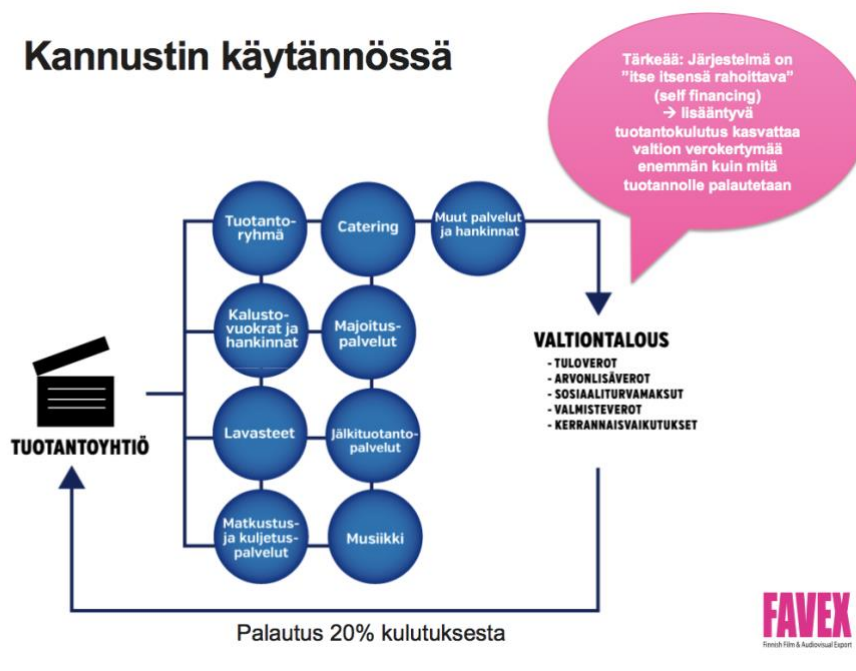 Kannustin käytännössä
Tärkeää: Järjestelmä on
”itse itsensä rahoittava”
(self financing)
→ lisääntyvä
tuotantokulutus kasvattaa
valtion verokertymää
enemmän kuin mitä
tuotannolle palautetaan
Tuotanto-
ryhmä
Catering
Muut palvelut
ja hankinnat
Kalusto-
vuokrat ja
hankinnat
Majoitus-
palvelut
Lavasteet
Jälkituotanto-
palvelut
Matkustus-
ja kuljetus-
palvelut
Musiikki
TUOTANTOYHTIÖ
VALTIONTALOUS
- TULOVEROT
- ARVONLISÄVEROT
- SOSIAALITURVAMAKSUT
- VALMISTEVEROT
- KERRANNAISVAIKUTUKSET
Palautus 20% kulutuksesta
FAVEX
Finnish Film & Audiovisual Export